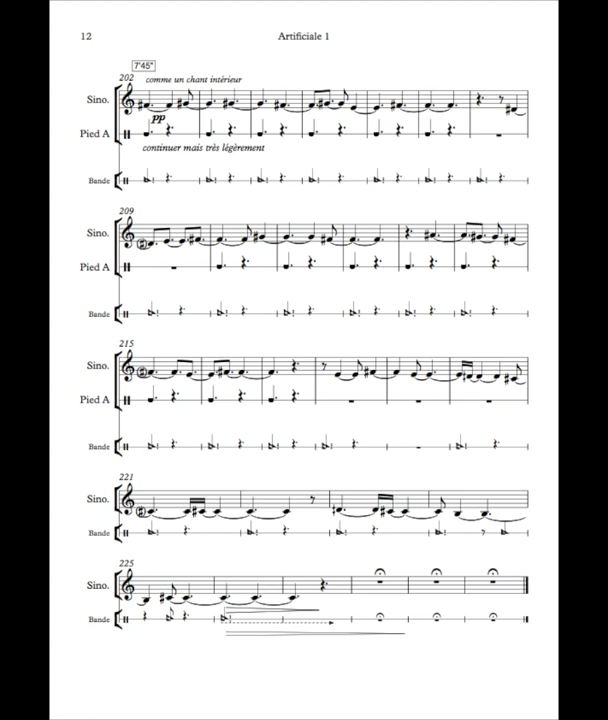 12 Artificiale 1
7'45"
202 comme un chant intérieur
Sino.
pp
Pied A
continuer mais très légèrement
Bande
209
Sino.
Pied A
Bande
215
Sino.
Pied A
Bande
221
Sino.
Bande
225
Sino.
Bande